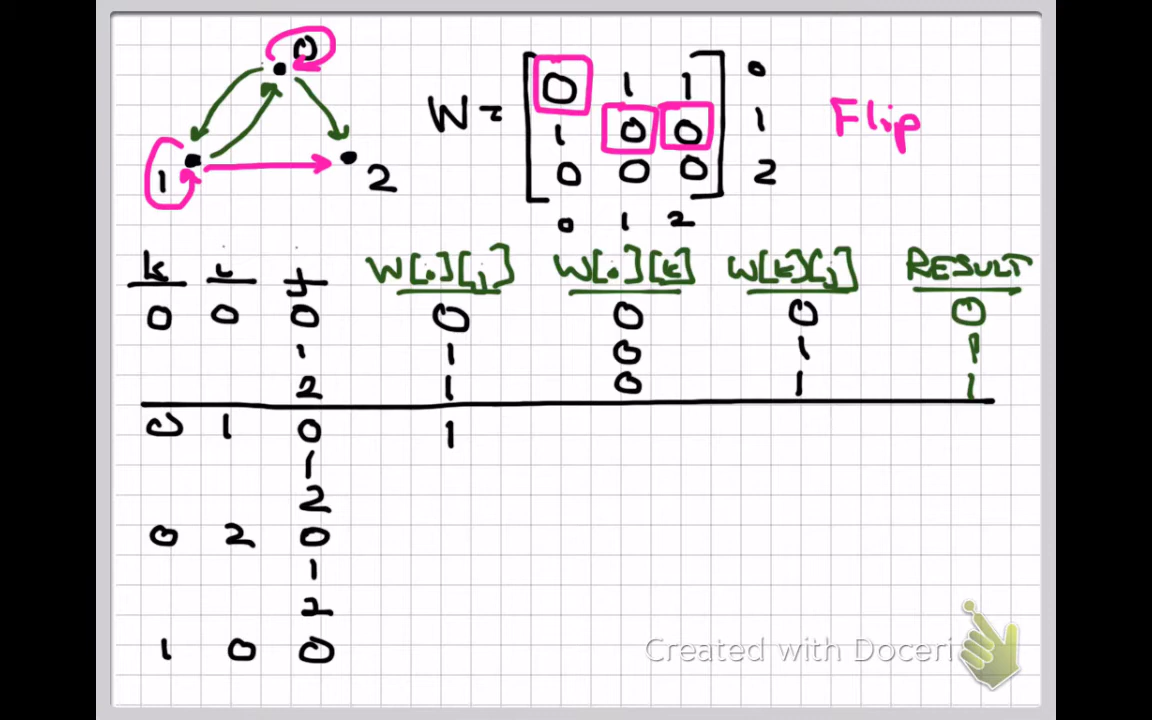 0
1
2
W =
0 1 1 0
1 0 0 1
0 0 0 2
0 1 2
Flip
k i j W[i][j] W[i][k] W[k][j] RESULT
0 0 0 0 0 0 0
1 1 0 1 1
2 1 0 1 1
0 1 0 1
1
2
0 2 0
1
2
1 0 0
Created with Doceri